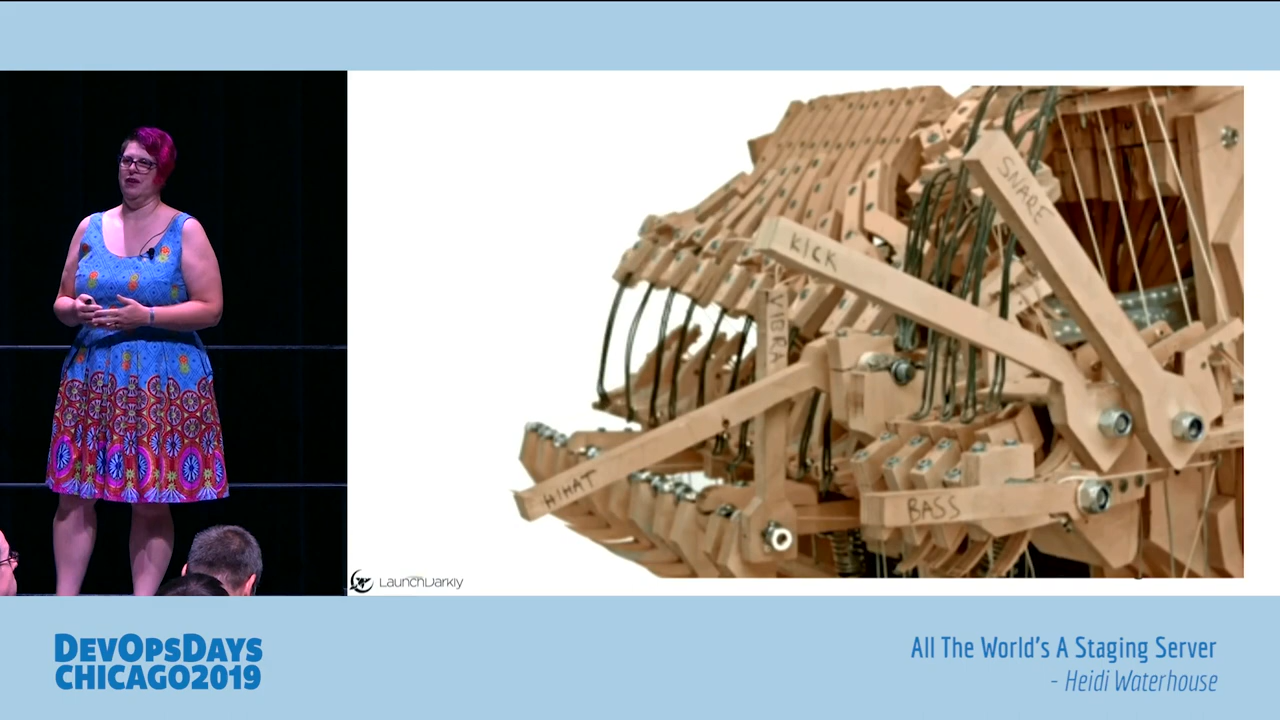 SNARE
KICK
VIBRA
HIHAT
BASS
LaunchDarkly
DEVOPSDAYS
CHICAGO2019
All The World's A Staging Server
- Heidi Waterhouse